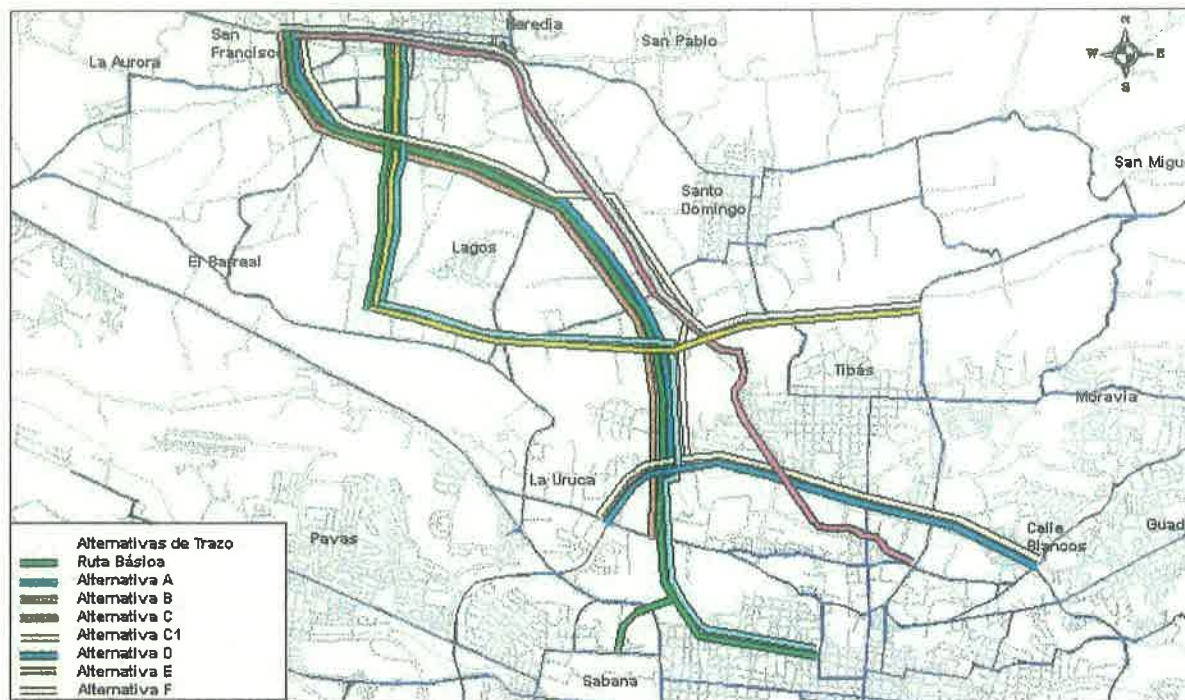 Heredia
San Francisco
San Pablo
La Aurora
N
W
E
S
San Migu
Santo Domingo
Lagos
El Barreal
Tibás
Moravia
La Uruca
Calle Blancos
Guad
Pavas
Sabana
Alternativas de Trazo
Ruta Básica
Alternativa A
Alternativa B
Alternativa C
Alternativa C1
Alternativa D
Alternativa E
Alternativa F